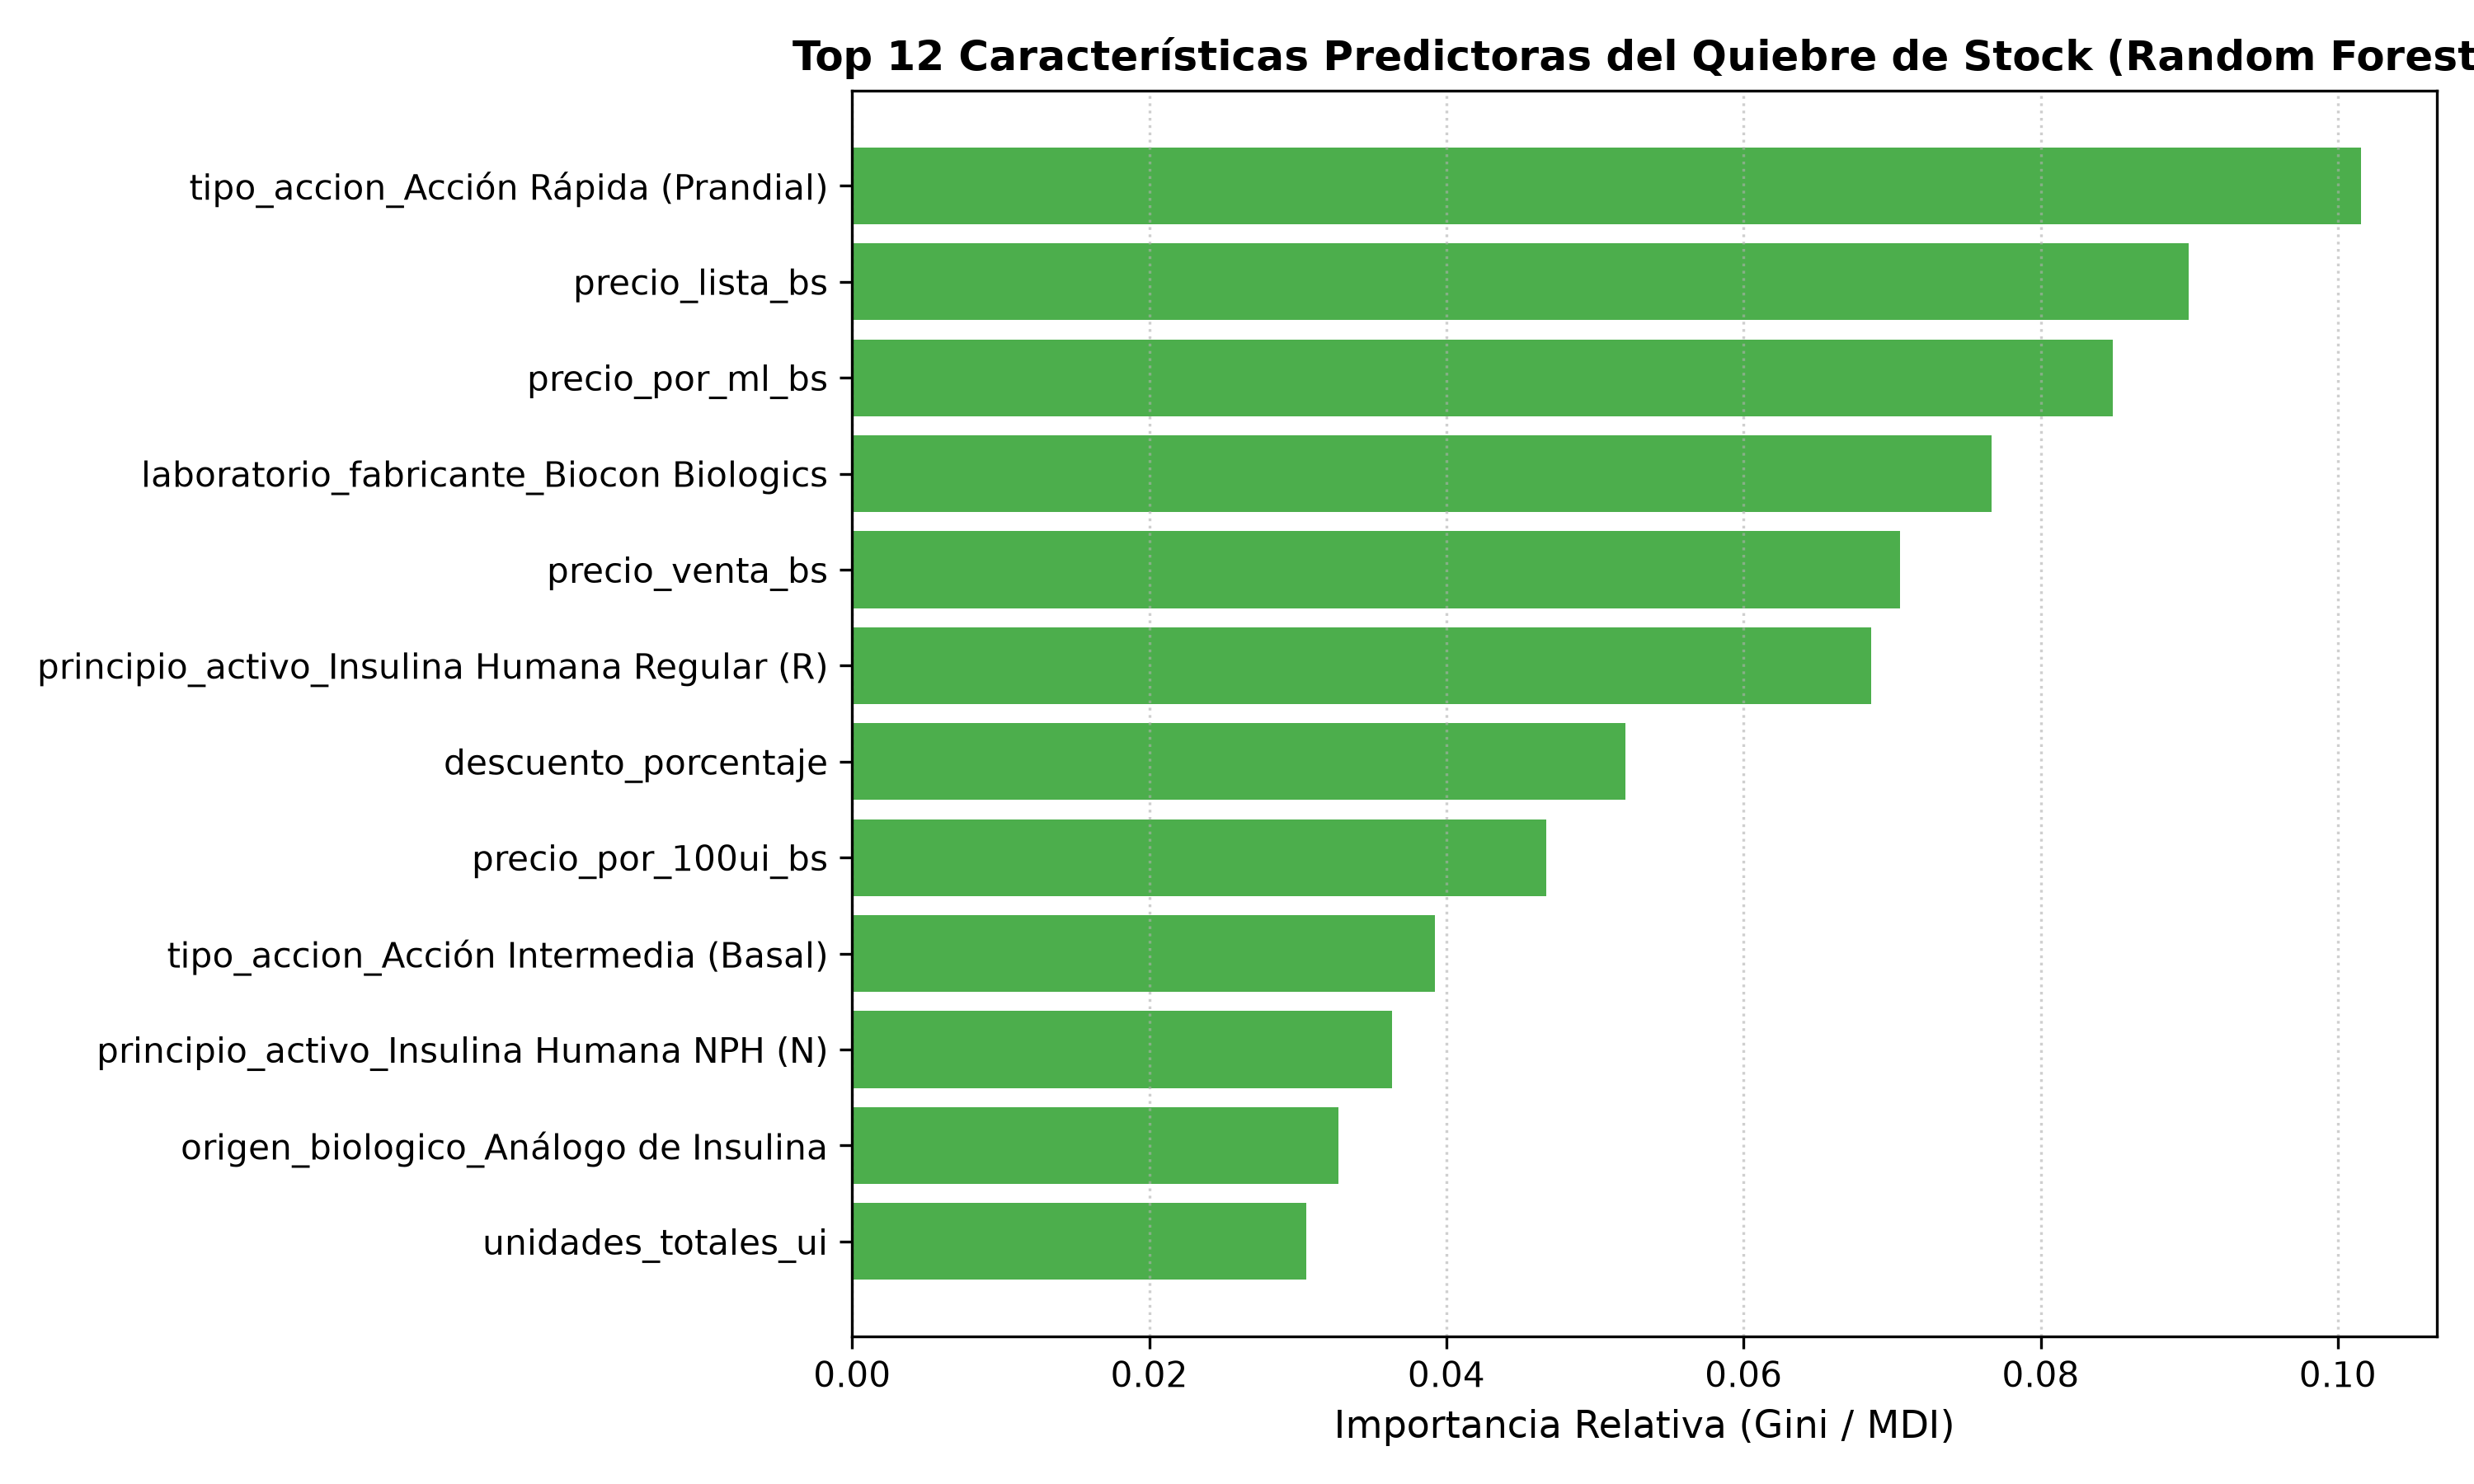 Top 12 Características Predictoras del Quiebre de Stock (Random Forest
tipo_accion_Acción Rápida (Prandial)
precio_lista_bs
precio_por_ml_bs
laboratorio_fabricante_Biocon Biologics
precio_venta_bs
principio_activo_Insulina Humana Regular (R)
descuento_porcentaje
precio_por_100ui_bs
tipo_accion_Acción Intermedia (Basal)
principio_activo_Insulina Humana NPH (N)
origen_biologico_Análogo de Insulina
unidades_totales_ui
0.00 0.02 0.04 0.06 0.08 0.10
Importancia Relativa (Gini / MDI)